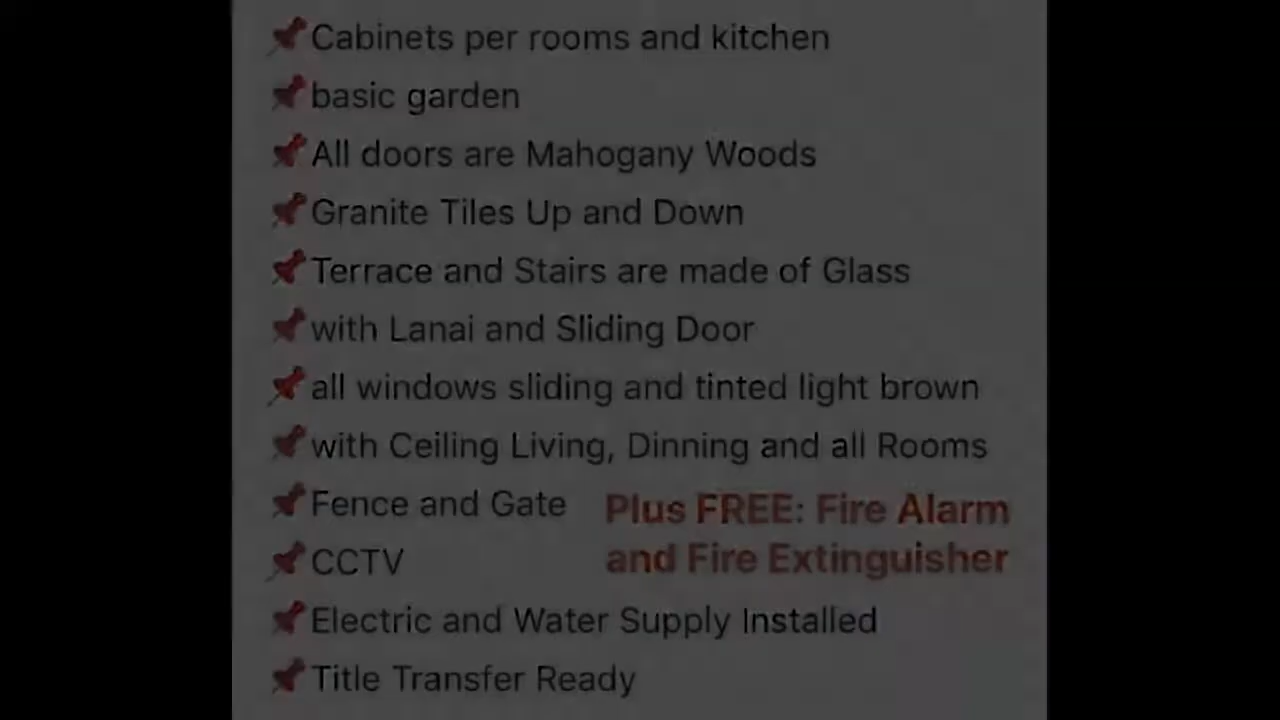 📌Cabinets per rooms and kitchen
📌basic garden
📌All doors are Mahogany Woods
📌Granite Tiles Up and Down
📌Terrace and Stairs are made of Glass
📌with Lanai and Sliding Door
📌all windows sliding and tinted light brown
📌with Ceiling Living, Dinning and all Rooms
📌Fence and Gate
📌CCTV
Plus FREE: Fire Alarm
and Fire Extinguisher
📌Electric and Water Supply Installed
📌Title Transfer Ready